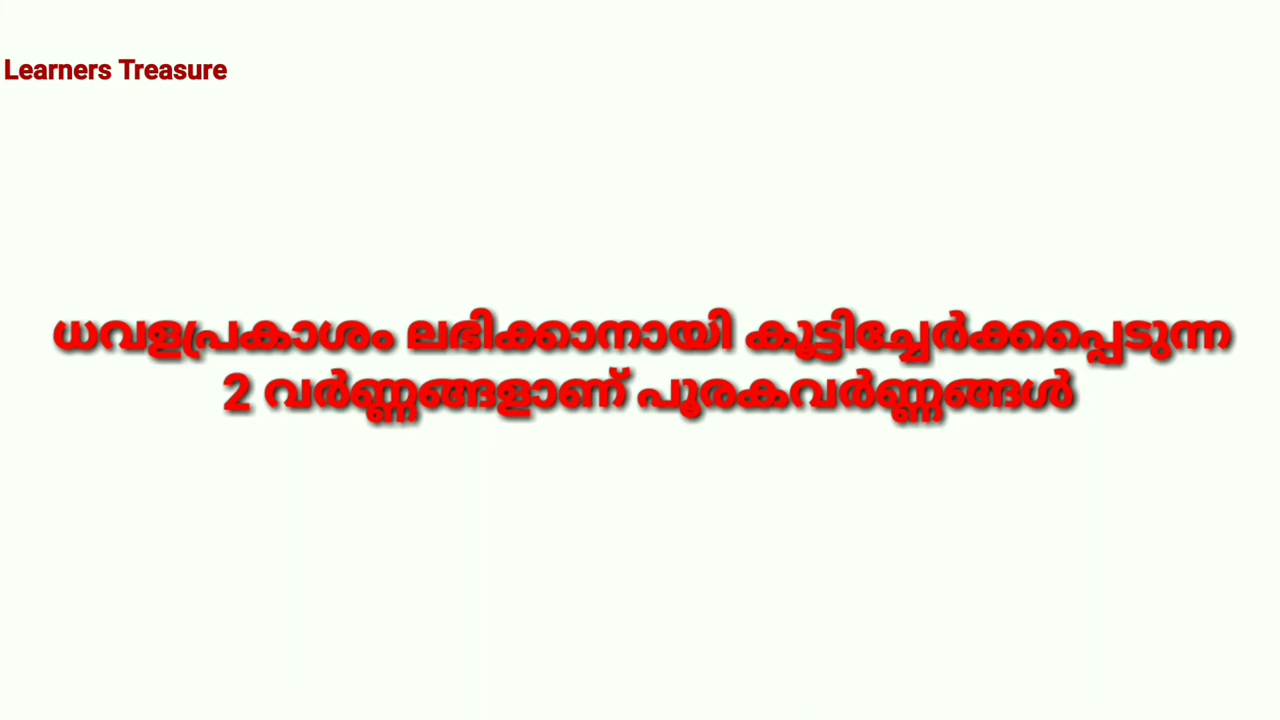 Learners Treasure
ധവളപ്രകാശം ലഭിക്കാനായി കൂട്ടിച്ചേർക്കപ്പെടുന്ന
2 വർണ്ണങ്ങളാണ് പൂരകവർണ്ണങ്ങൾ